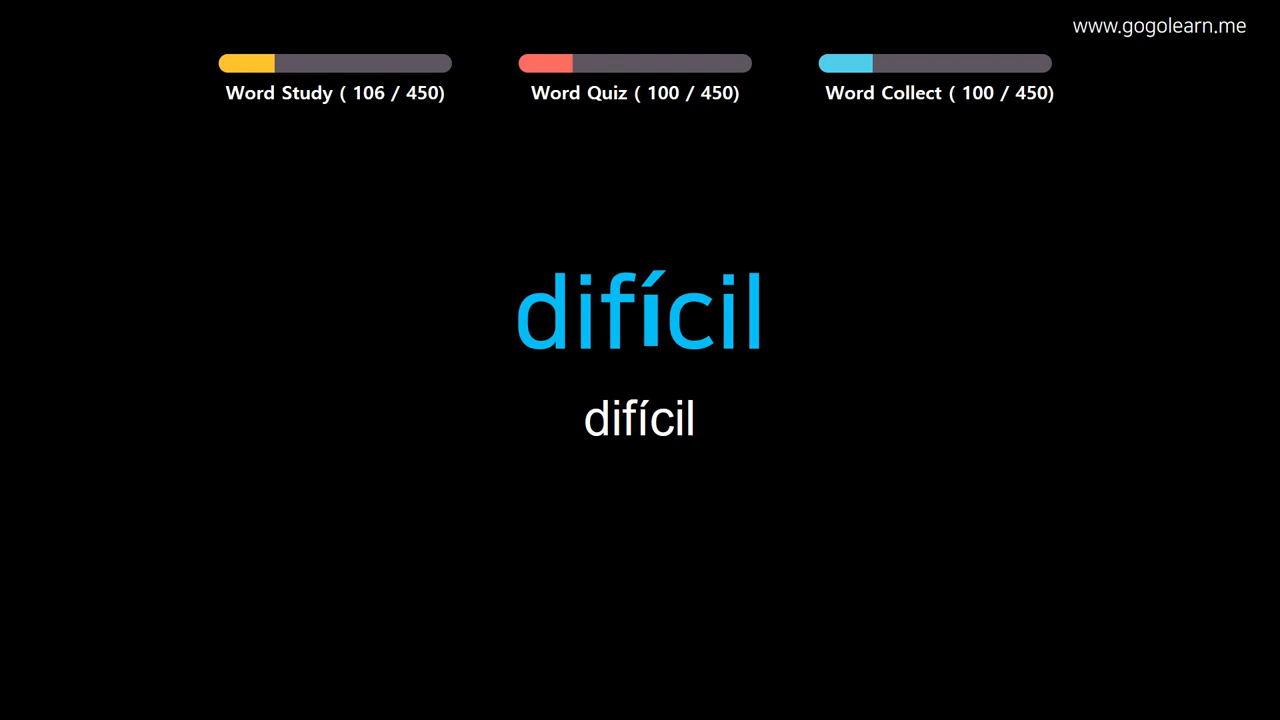 www.gogolearn.me
Word Study ( 106 / 450)
Word Quiz ( 100 / 450)
Word Collect ( 100 / 450)
difícil
difícil